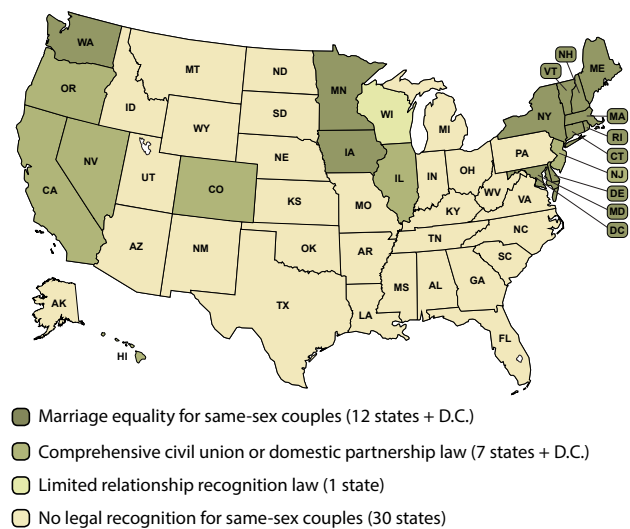 WA
NH
VT
ME
MT
ND
OR
MN
MA
ID
NY
SD
WI
RI
MI
WY
CT
PA
IA
NE
NJ
NV
OH
IL
IN
DE
UT
CO
WV
VA
MD
CA
KS
MO
KY
DC
NC
TN
AZ
NM
OK
AR
SC
MS
AL
GA
TX
LA
AK
FL
HI
Marriage equality for same-sex couples (12 states + D.C.)
Comprehensive civil union or domestic partnership law (7 states + D.C.)
Limited relationship recognition law (1 state)
No legal recognition for same-sex couples (30 states)